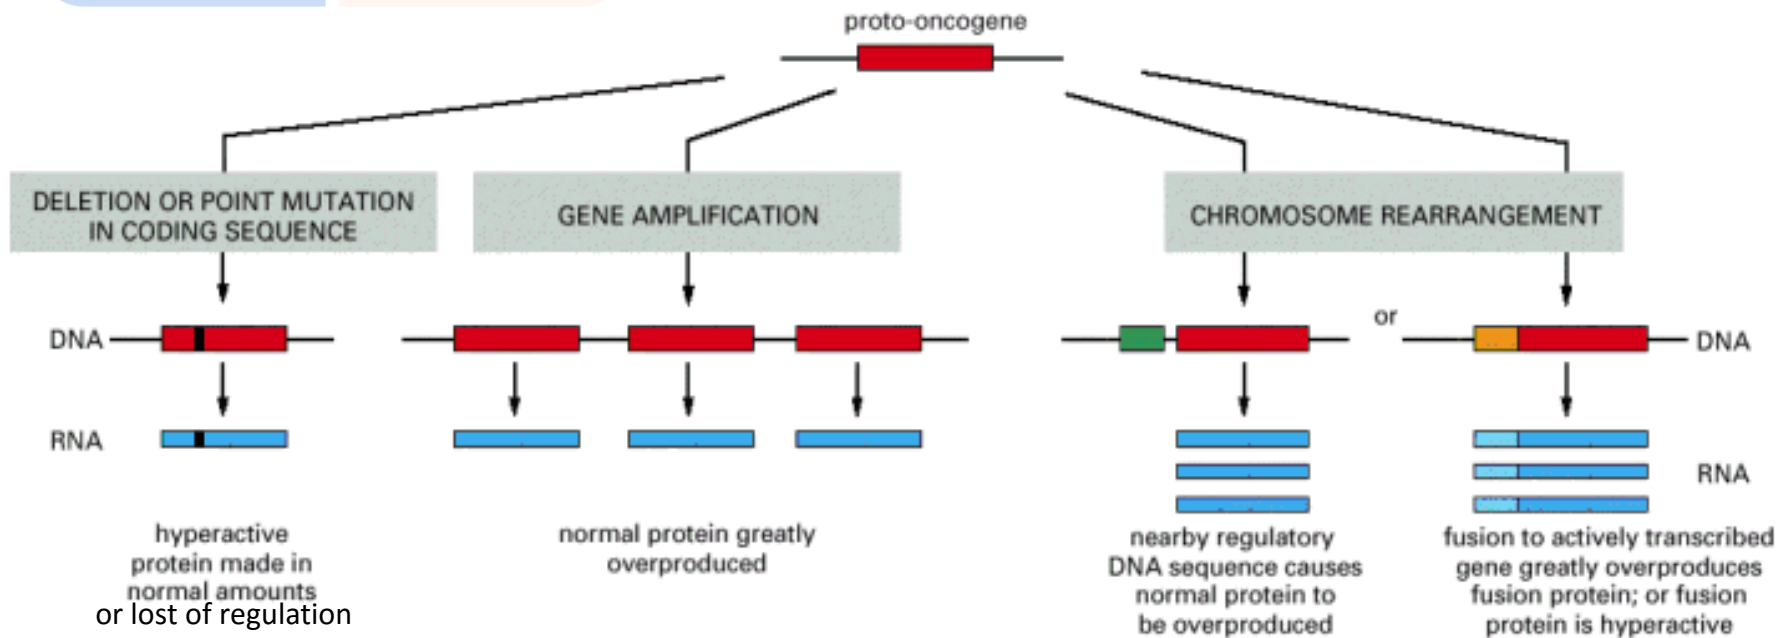 proto-oncogene
DELETION OR POINT MUTATION
IN CODING SEQUENCE
GENE AMPLIFICATION
CHROMOSOME REARRANGEMENT
DNA
or
DNA
RNA
RNA
hyperactive
protein made in
normal amounts
or lost of regulation
normal protein greatly
overproduced
nearby regulatory
DNA sequence causes
normal protein to
be overproduced
fusion to actively transcribed
gene greatly overproduces
fusion protein; or fusion
protein is hyperactive